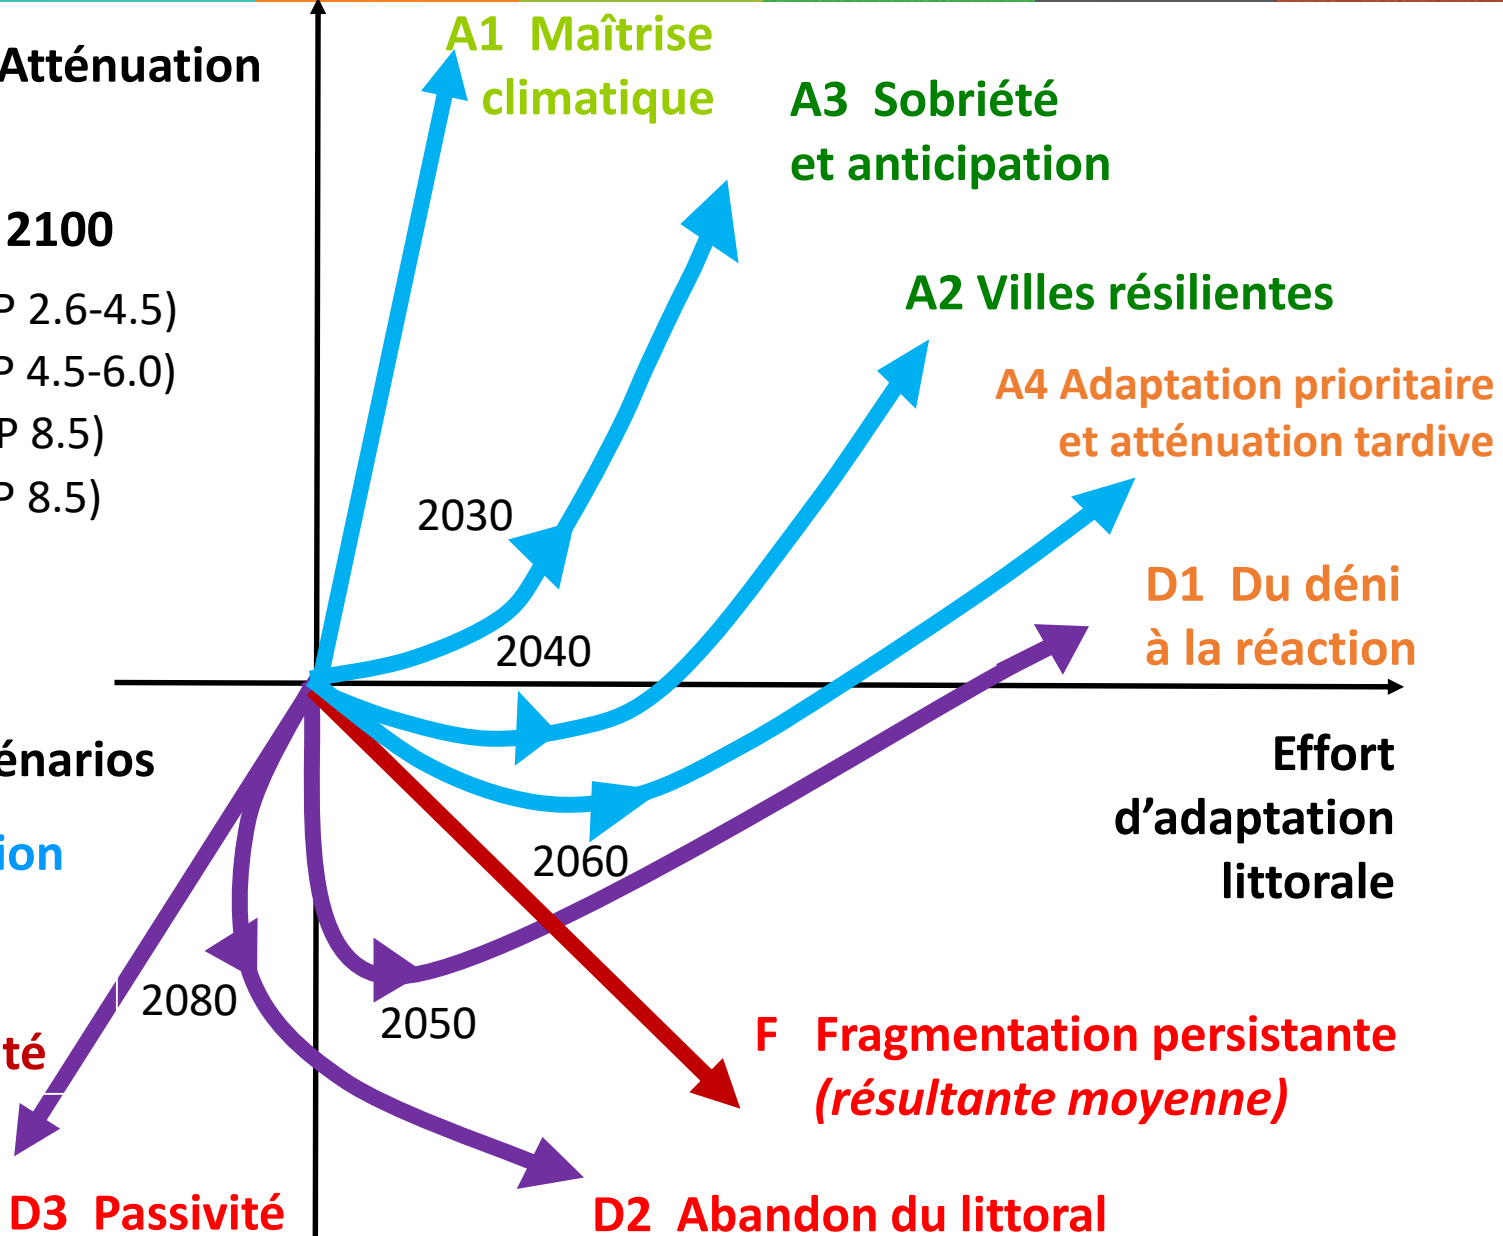 Atténuation
A1 Maîtrise
climatique
A3 Sobriété
et anticipation
2100
P 2.6-4.5)
P 4.5-6.0)
P 8.5)
P 8.5)
A2 Villes résilientes
A4 Adaptation prioritaire
et atténuation tardive
2030
D1 Du déni
à la réaction
2040
énarios
Effort
d’adaptation
littorale
ion
2060
2080
2050
té
F Fragmentation persistante
(résultante moyenne)
D3 Passivité
D2 Abandon du littoral